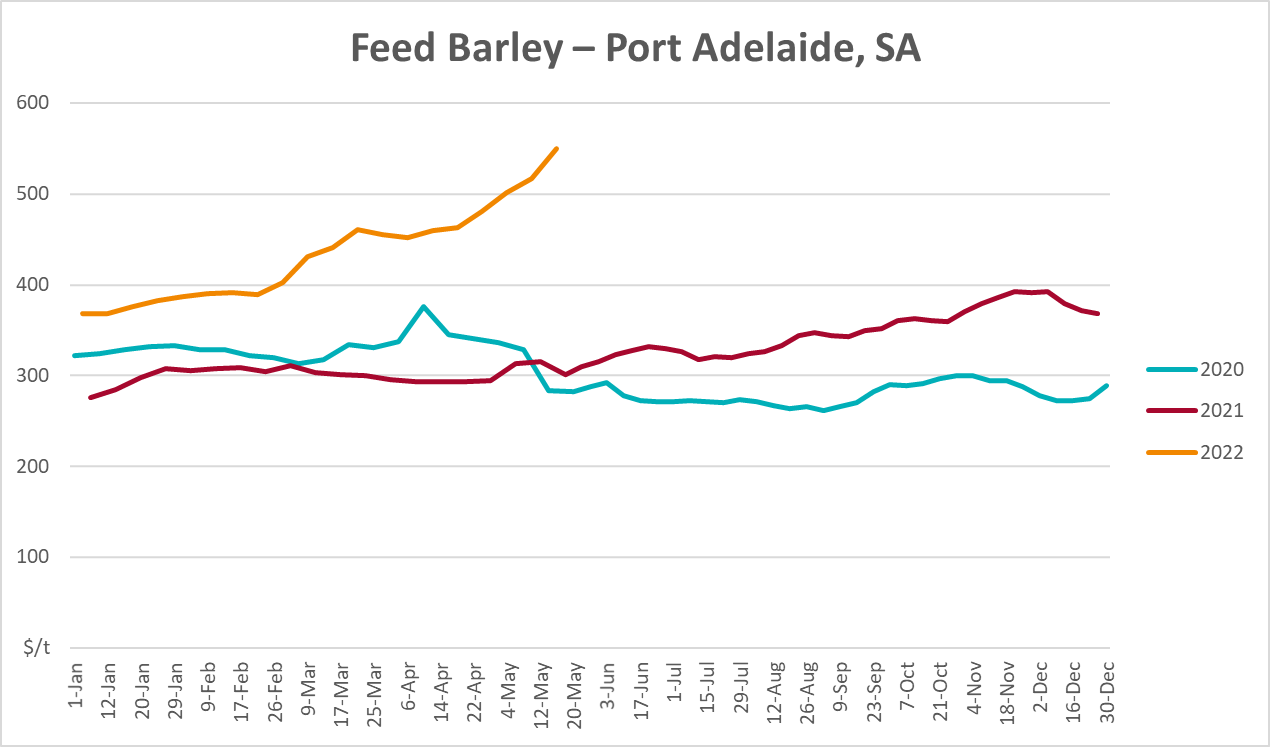 Feed Barley – Port Adelaide, SA
600
500
400
300
200
100
$/t
1-Jan
12-Jan
20-Jan
29-Jan
9-Feb
17-Feb
26-Feb
9-Mar
17-Mar
25-Mar
6-Apr
14-Apr
22-Apr
4-May
12-May
20-May
3-Jun
17-Jun
1-Jul
15-Jul
29-Jul
12-Aug
26-Aug
9-Sep
23-Sep
7-Oct
21-Oct
4-Nov
18-Nov
2-Dec
16-Dec
30-Dec
2020
2021
2022